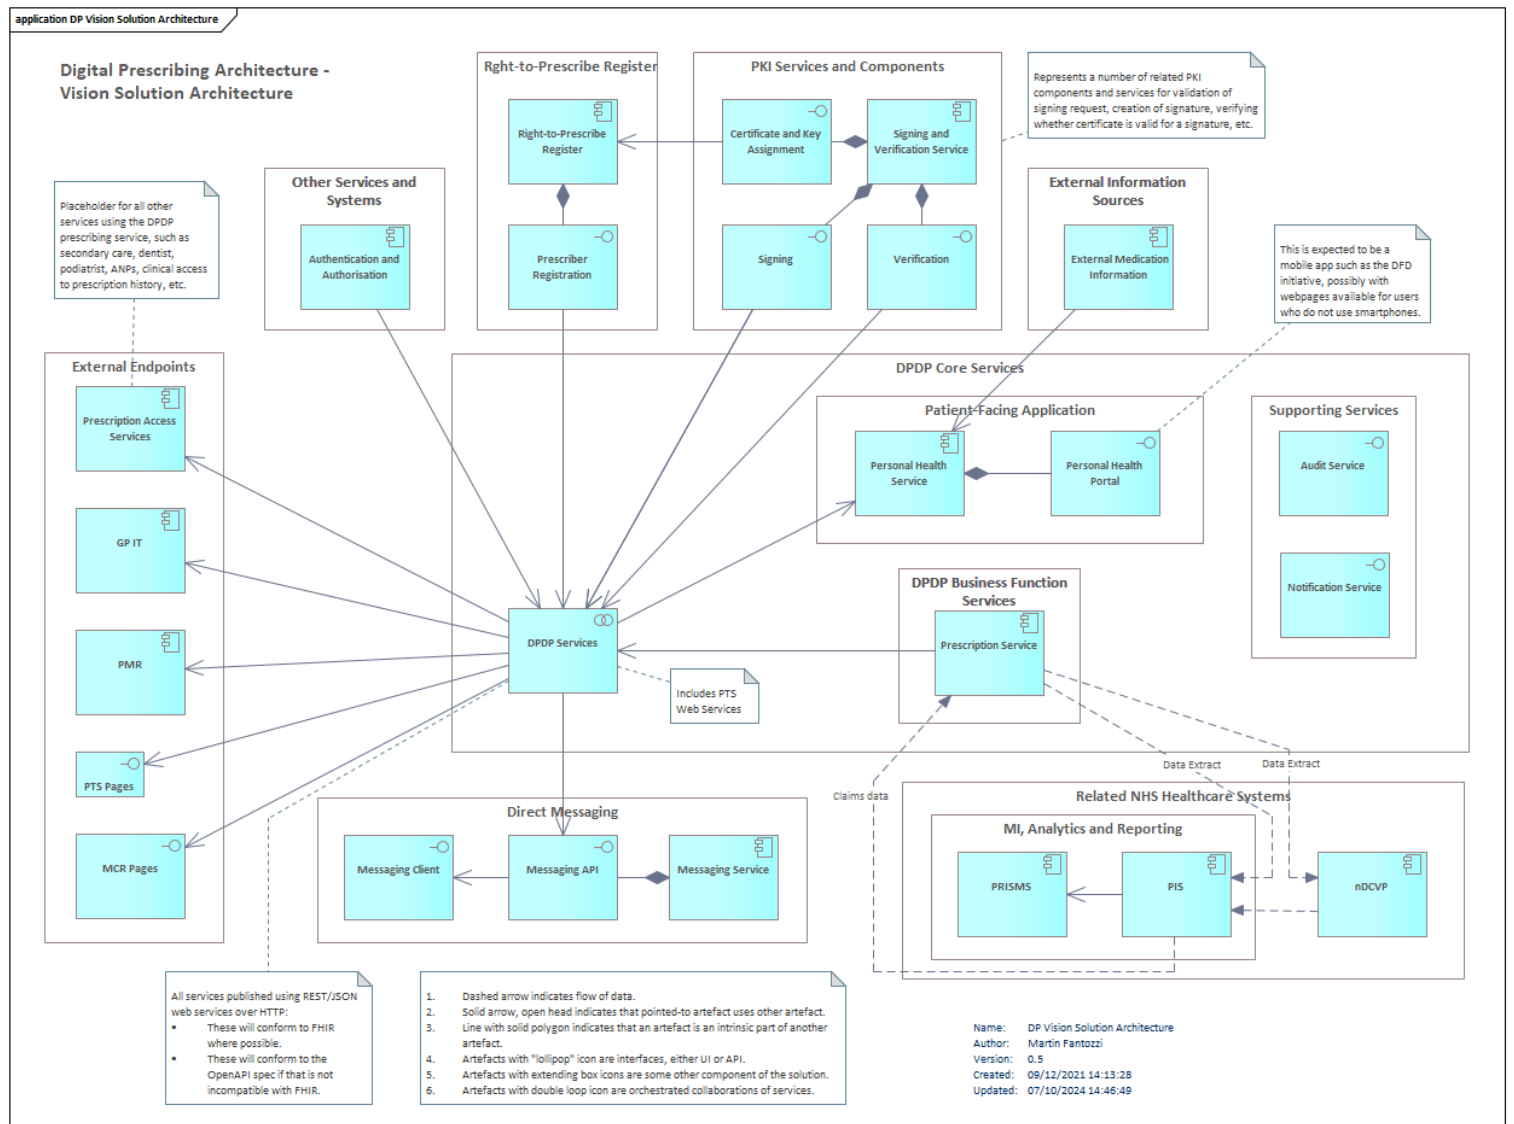 application DP Vision Solution Architecture
Digital Prescribing Architecture -
Vision Solution Architecture
Rght-to-Prescribe Register
Right-to-Prescribe
Register
Prescriber
Registration
PKI Services and Components
Certificate and Key
Assignment
Signing and
Verification Service
Signing
Verification
Represents a number of related PKI
components and services for validation of
signing request, creation of signature, verifying
whether certificate is valid for a signature, etc.
Other Services and
Systems
Authentication and
Authorisation
External Information
Sources
External Medication
Information
Placeholder for all other
services using the DPDP
prescribing service, such as
secondary care, dentist,
podiatrist, ANPs, clinical access
to prescription history, etc.
This is expected to be a
mobile app such as the DFD
initiative, possibly with
webpages available for users
who do not use smartphones.
External Endpoints
Prescription Access
Services
GP IT
PMR
PTS Pages
MCR Pages
DPDP Core Services
Patient-Facing Application
Personal Health
Service
Personal Health
Portal
Supporting Services
Audit Service
Notification Service
DPDP Business Function
Services
Prescription Service
DPDP Services
Includes PTS
Web Services
Data Extract
Data Extract
Claims data
Direct Messaging
Messaging Client
Messaging API
Messaging Service
Related NHS Healthcare Systems
MI, Analytics and Reporting
PRISMS
PIS
nDCVP
All services published using REST/JSON
web services over HTTP:
• These will conform to FHIR
where possible.
• These will conform to the
OpenAPI spec if that is not
incompatible with FHIR.
1. Dashed arrow indicates flow of data.
2. Solid arrow, open head indicates that pointed-to artefact uses other artefact.
3. Line with solid polygon indicates that an artefact is an intrinsic part of another
artefact.
4. Artefacts with "lollipop" icon are interfaces, either UI or API.
5. Artefacts with extending box icons are some other component of the solution.
6. Artefacts with double loop icon are orchestrated collaborations of services.
Name: DP Vision Solution Architecture
Author: Martin Fantozzi
Version: 0.5
Created: 09/12/2021 14:13:28
Updated: 07/10/2024 14:46:49